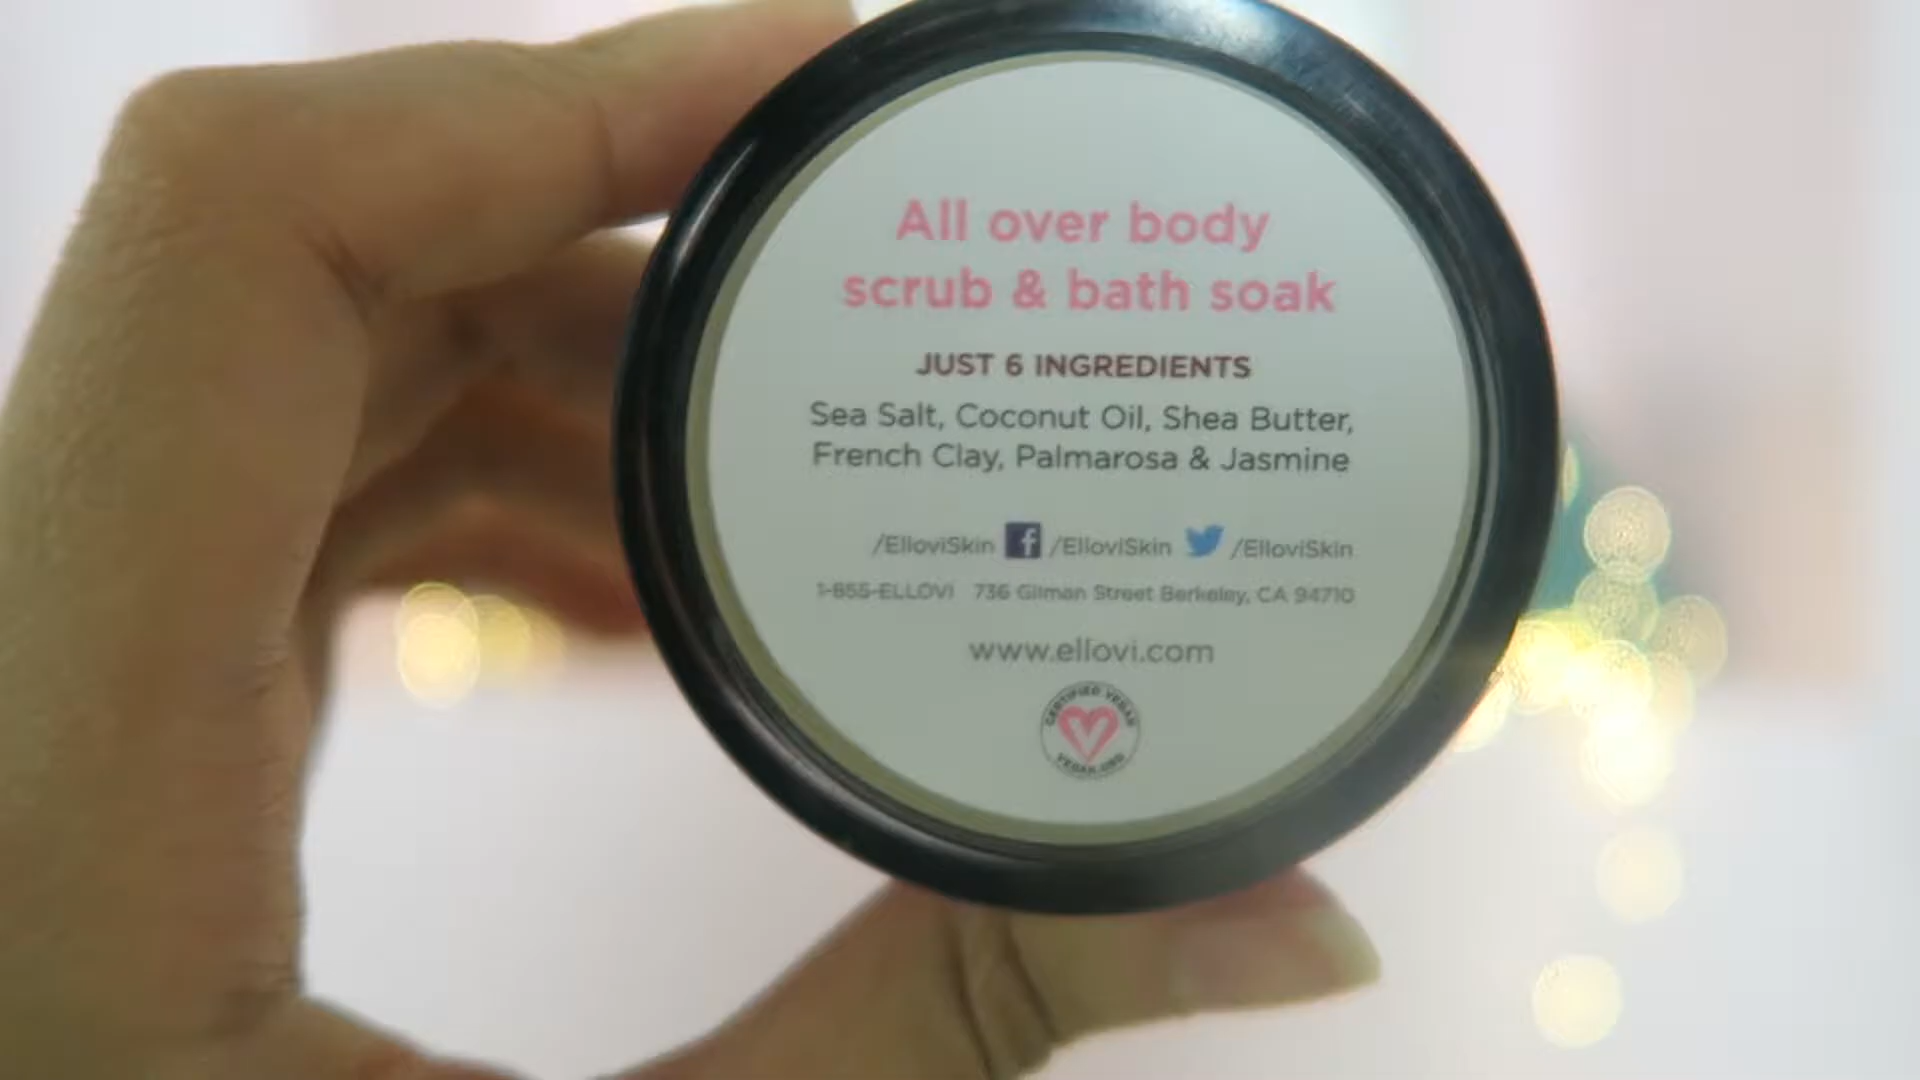 All over body
scrub & bath soak
JUST 6 INGREDIENTS
Sea Salt, Coconut Oil, Shea Butter,
French Clay, Palmarosa & Jasmine
/ElloviSkin f /ElloviSkin /ElloviSkin
1-855-ELLOVI 736 Gilman Street Berkeley, CA 94710
www.ellovi.com
CERTIFIED VEGAN
VEGAN.ORG